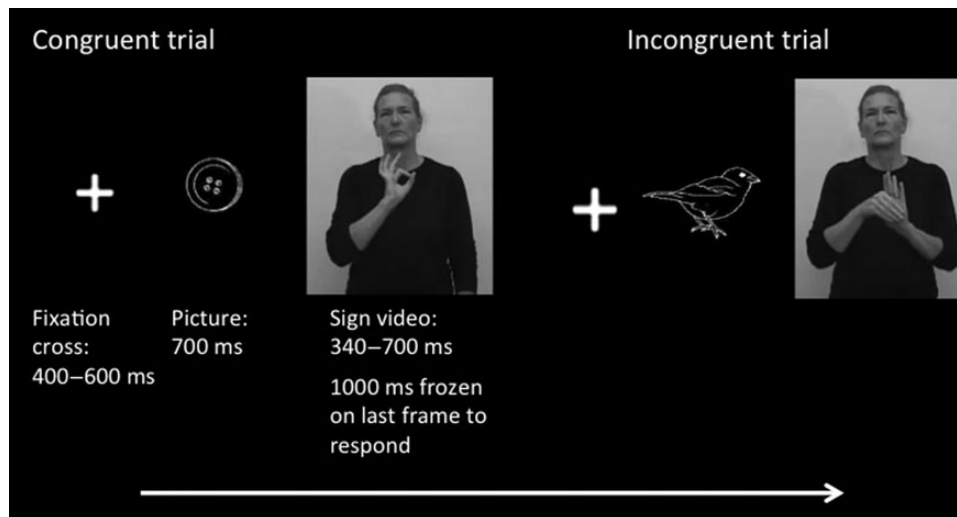 Congruent trial
Incongruent trial
Fixation
cross:
400–600 ms
Picture:
700 ms
Sign video:
340–700 ms
1000 ms frozen
on last frame to
respond